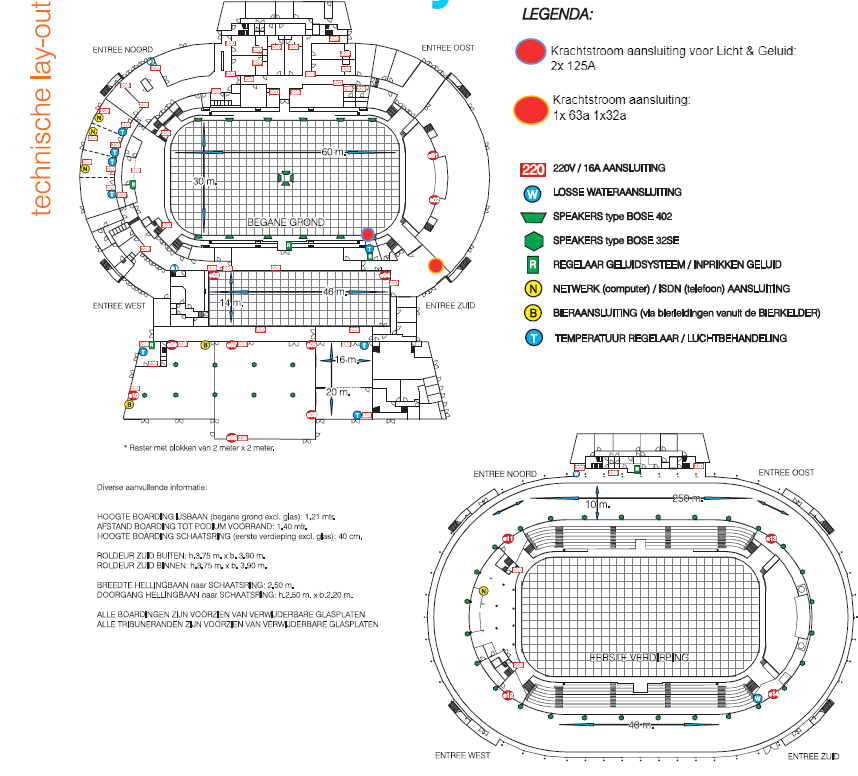 technische lay-out
LEGENDA:
Krachtstroom aansluiting voor Licht & Geluid:
2x 125A
Krachtstroom aansluiting:
1x 63a 1x32a
220 220V / 16A AANSLUITING
W LOSSE WATERAANSLUITING
SPEAKERS type BOSE 402
SPEAKERS type BOSE 32SE
R REGELAAR GELUIDSYSTEEM / INPRIKKEN GELUID
N NETWERK (computer) / ISDN (telefoon) AANSLUITING
B BIERAANSLUITING (via bierleidingen vanuit de BIERKELDER)
T TEMPERATUUR REGELAAR / LUCHTBEHANDELING
ENTREE NOORD
ENTREE OOST
60 m.
30 m.
BEGANE GROND
46 m.
14 m.
ENTREE WEST
ENTREE ZUID
16 m.
20 m.
* Raster met blokken van 2 meter x 2 meter.
Diverse aanvullende informatie:
HOOGTE BOARDING IJSBAAN (begane grond excl. glas): 1.21 mtr.
AFSTAND BOARDING TOT PODIUM VOORRAND: 1.40 mtr.
HOOGTE BOARDING SCHAATSRING (eerste verdieping excl. glas): 40 cm.
ROLDEUR ZUID BUITEN: h.3.75 m. x b. 3.90 m.
ROLDEUR ZUID BINNEN: h.3.75 m. x b. 3.90 m.
BREEDTE HELLINGBAAN naar SCHAATSRING: 2.50 m.
DOORGANG HELLINGBAAN naar SCHAATSRING: h.2.50 m. x b.2.20 m.
ALLE BOARDINGEN ZIJN VOORZIEN VAN VERWIJDERBARE GLASPLATEN
ALLE TRIBUNERANDEN ZIJN VOORZIEN VAN VERWIJDERBARE GLASPLATEN
ENTREE NOORD
ENTREE OOST
250 m.
10 m.
EERSTE VERDIEPING
40 m.
ENTREE WEST
ENTREE ZUID